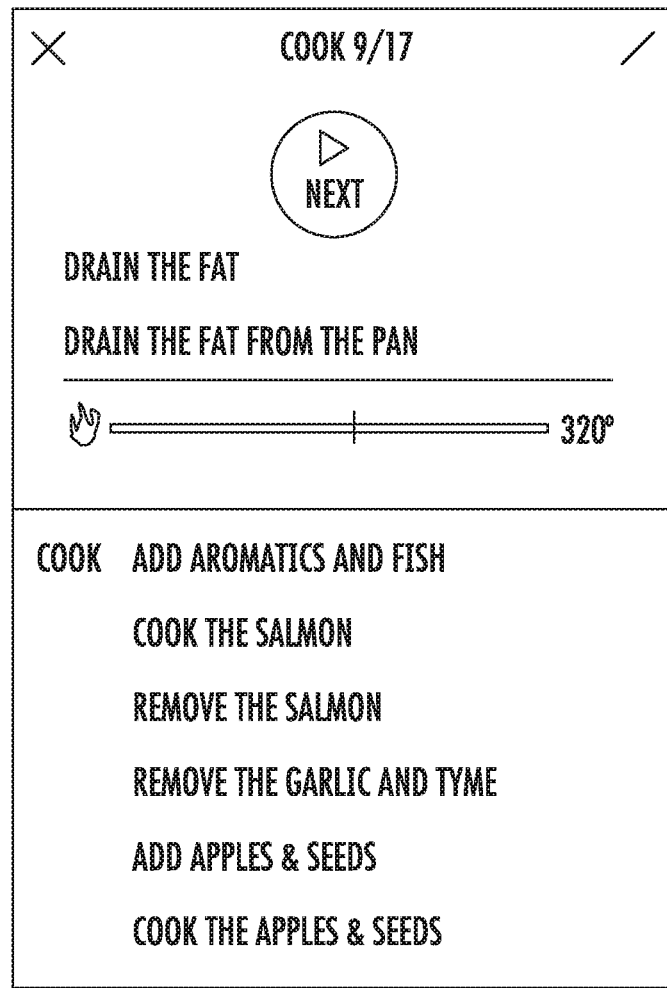 COOK 9/17
NEXT
DRAIN THE FAT
DRAIN THE FAT FROM THE PAN
320°
COOK ADD AROMATICS AND FISH
COOK THE SALMON
REMOVE THE SALMON
REMOVE THE GARLIC AND TYME
ADD APPLES & SEEDS
COOK THE APPLES & SEEDS